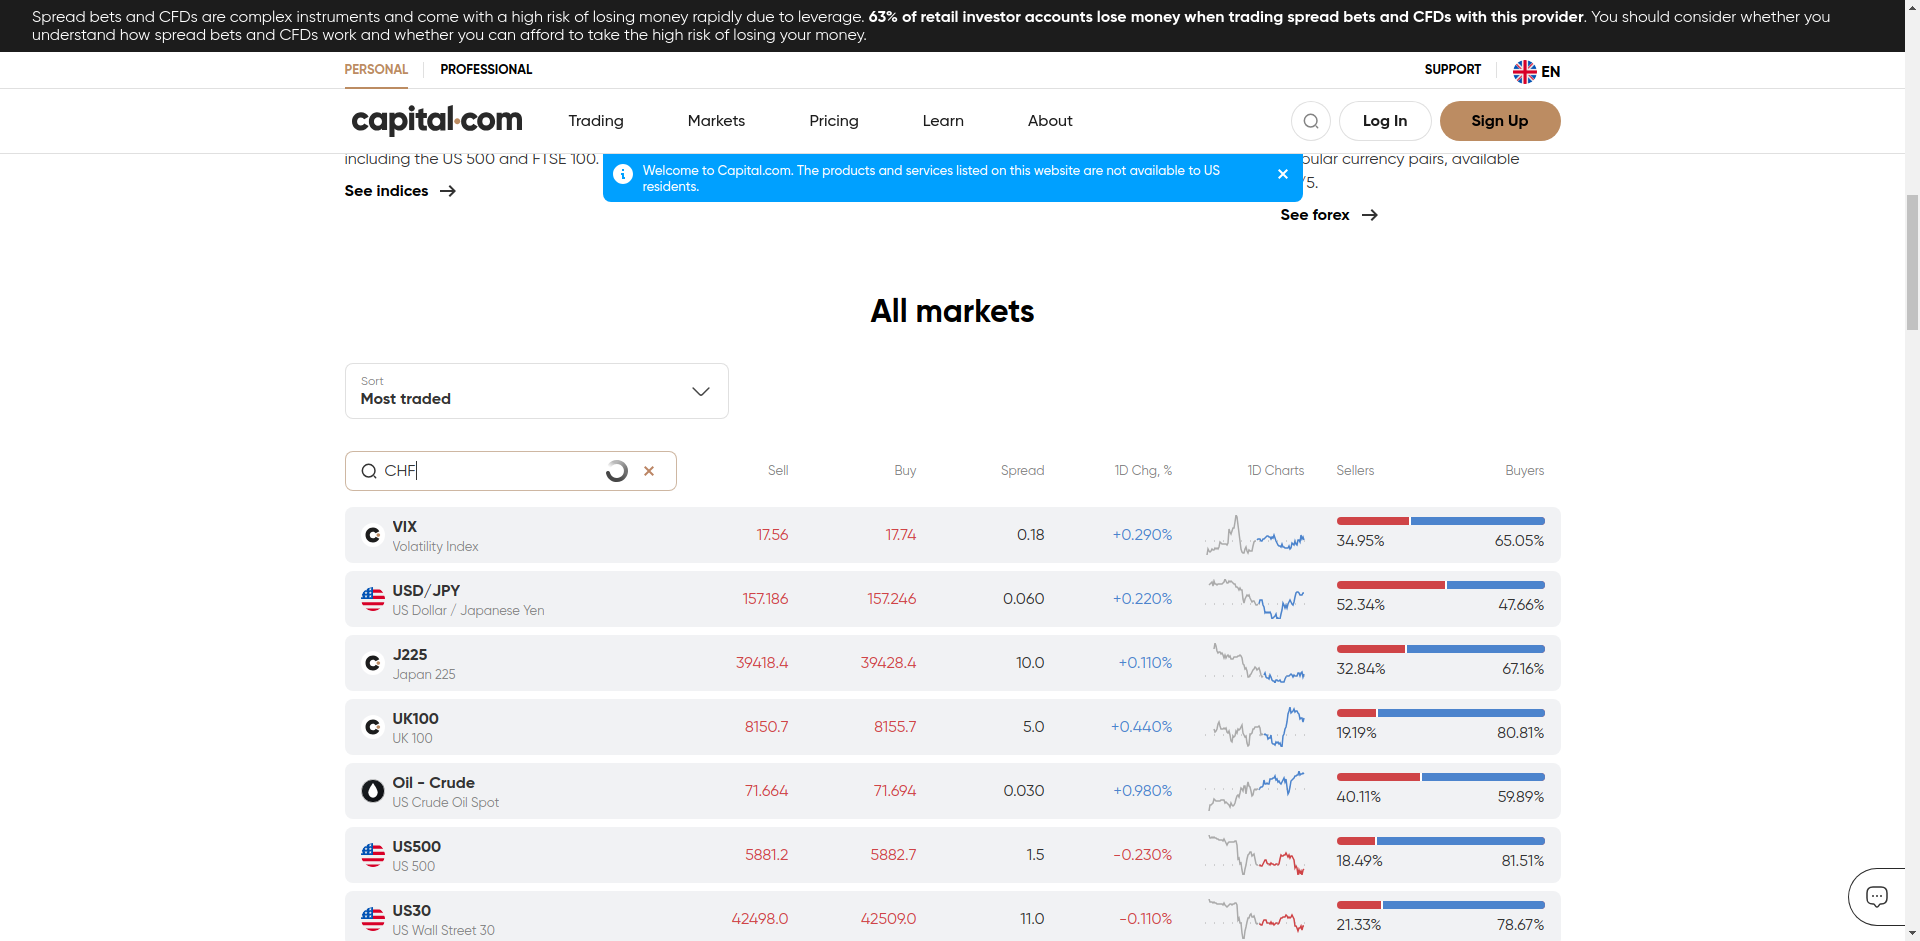 Spread bets and CFDs are complex instruments and come with a high risk of losing money rapidly due to leverage. 63% of retail investor accounts lose money when trading spread bets and CFDs with this provider. You should consider whether you
understand how spread bets and CFDs work and whether you can afford to take the high risk of losing your money.
PERSONAL PROFESSIONAL SUPPORT EN
capital.com Trading Markets Pricing Learn About Log In Sign Up
including the US 500 and FTSE 100.
pular currency pairs, available
Welcome to Capital.com. The products and services listed on this website are not available to US
residents.
/5.
See indices
See forex
All markets
Sort
Most traded
CHF Sell Buy Spread 1D Chg, % 1D Charts Sellers Buyers
VIX
Volatility Index
17.56 17.74 0.18 +0.290% 34.95% 65.05%
USD/JPY
US Dollar / Japanese Yen
157.186 157.246 0.060 +0.220% 52.34% 47.66%
J225
Japan 225
39418.4 39428.4 10.0 +0.110% 32.84% 67.16%
UK100
UK 100
8150.7 8155.7 5.0 +0.440% 19.19% 80.81%
Oil - Crude
US Crude Oil Spot
71.664 71.694 0.030 +0.980% 40.11% 59.89%
US500
US 500
5881.2 5882.7 1.5 -0.230% 18.49% 81.51%
US30
US Wall Street 30
42498.0 42509.0 11.0 -0.110% 21.33% 78.67%